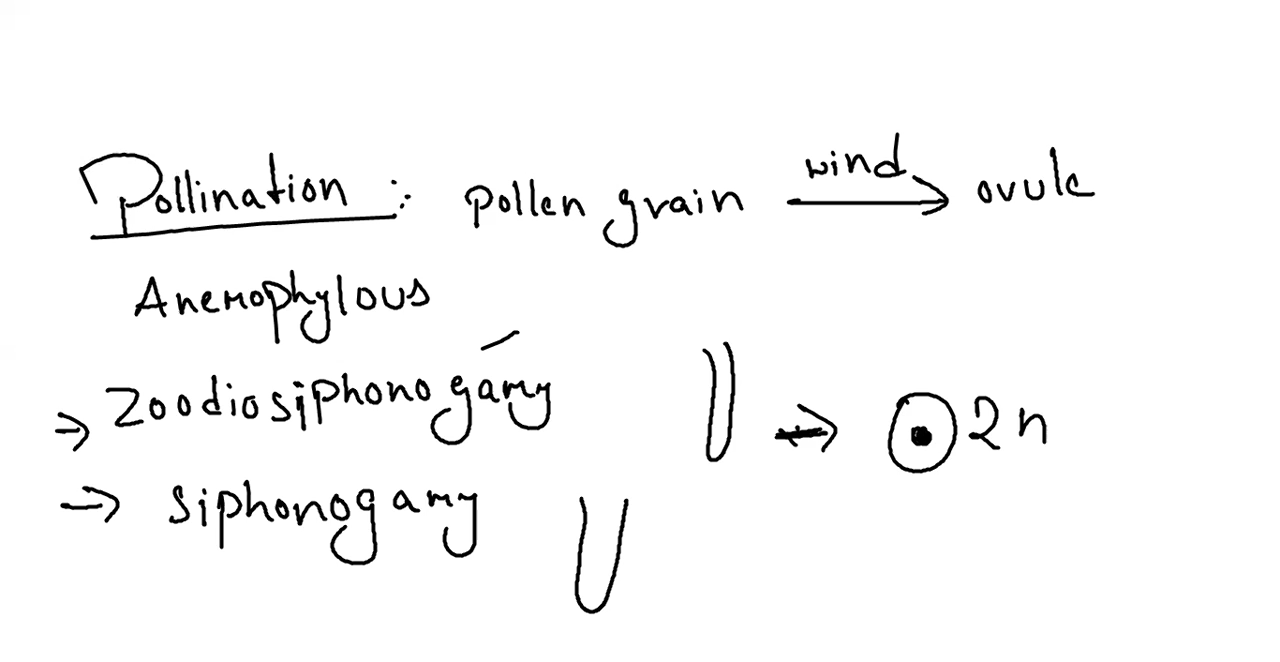 Pollination : pollen grain wind → ovule
Anemophylous
→ Zoodiosiphonogamy
→ siphonogamy
→ 2n